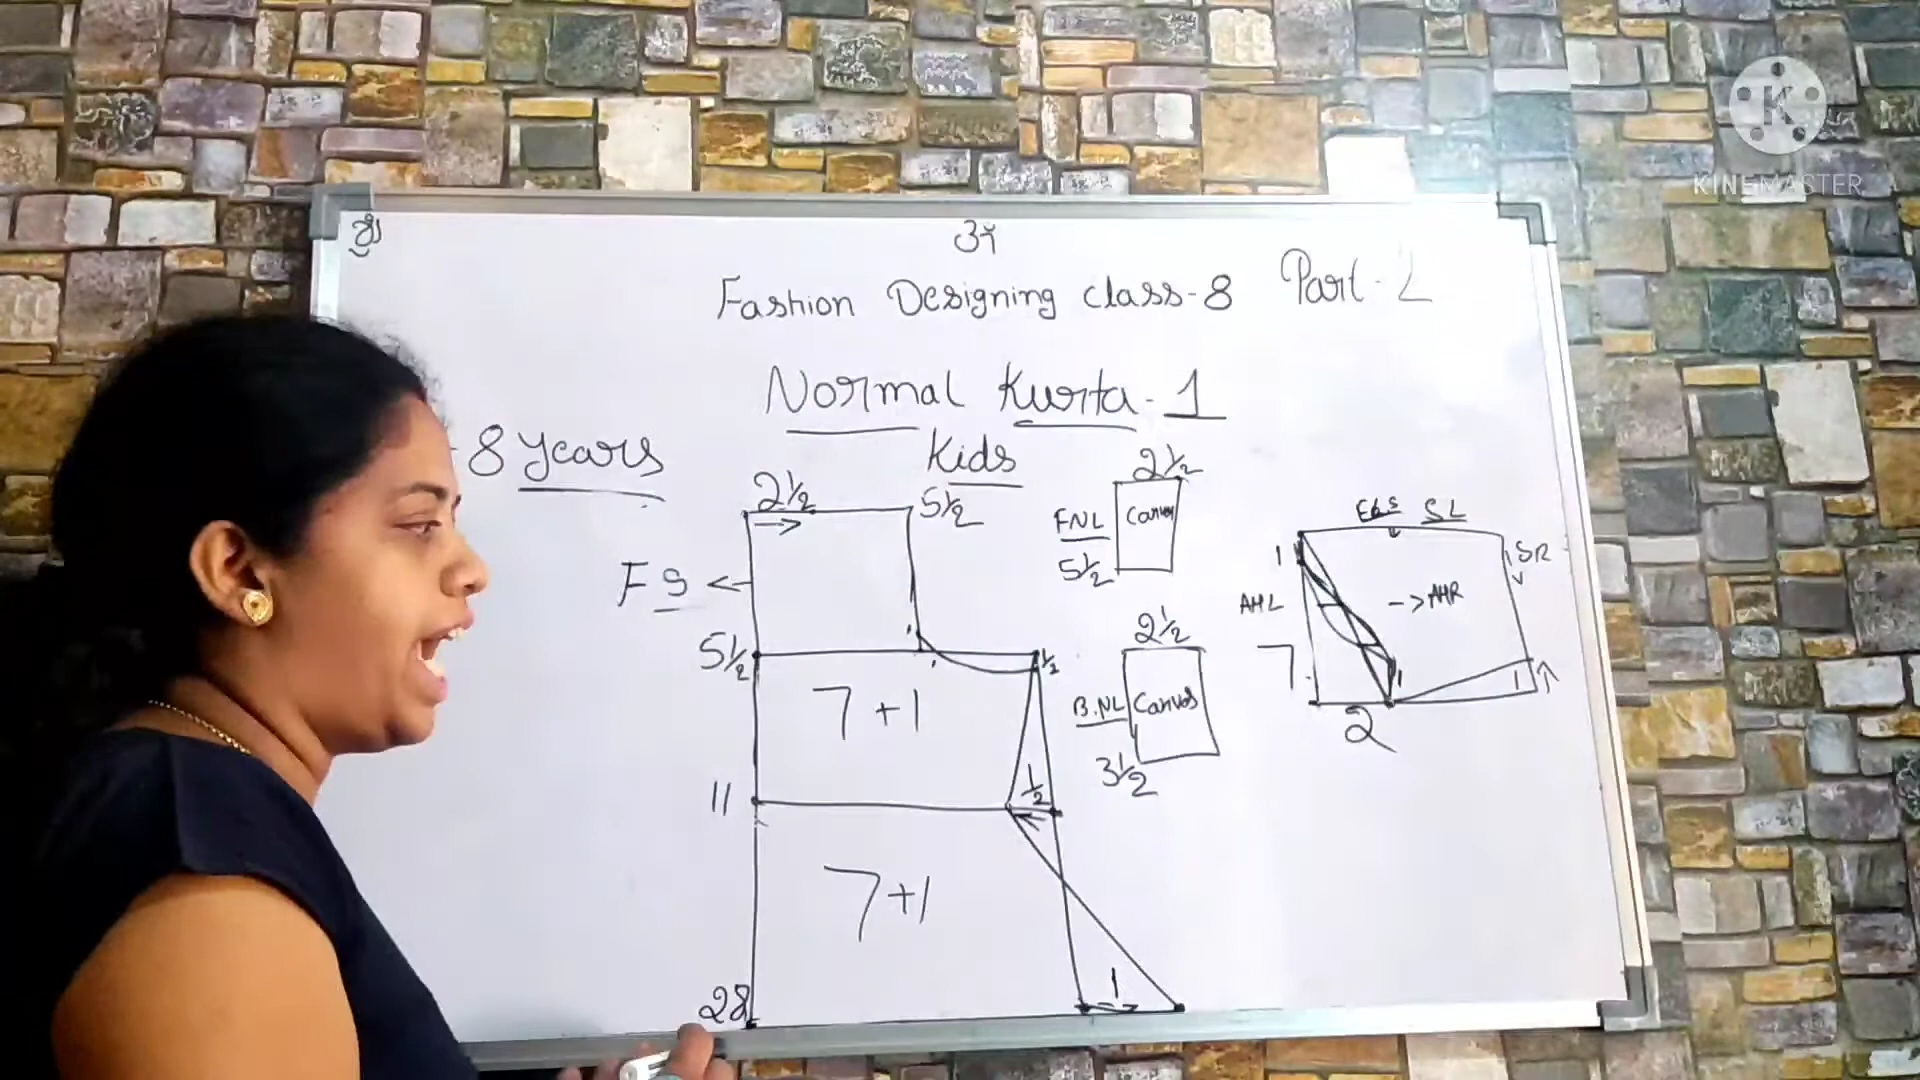 ॐ
Fashion Designing class-8 Part-2
Normal Kurta-1
8 years
Kids
2½
5½
FS
5½
7+1
½
11
½
7+1
28
1
2½
FNL
Canvas
5½
2½
B.NL
Canvas
3½
SL
1
SR
AHL
AHR
7
1
1
2
K
KINEMASTER